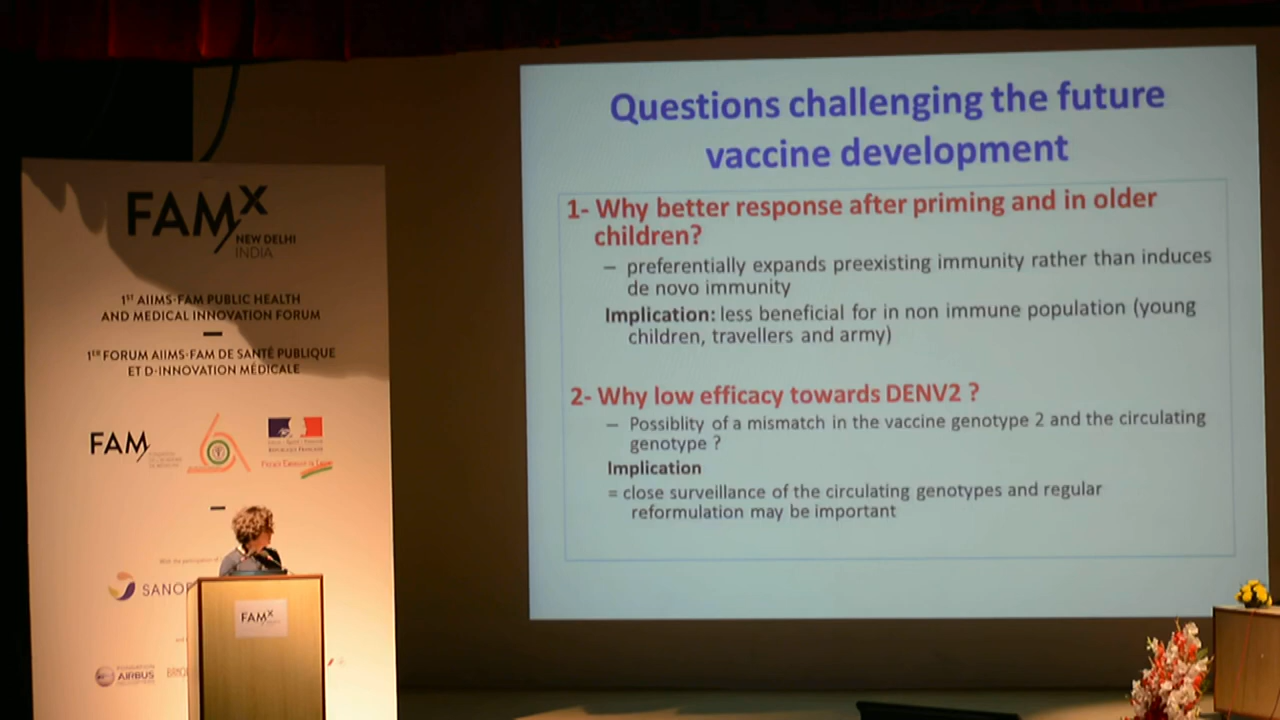 FAMx
NEW DELHI
INDIA
1ST AIIMS-FAM PUBLIC HEALTH
AND MEDICAL INNOVATION FORUM
1ER FORUM AIIMS-FAM DE SANTÉ PUBLIQUE
ET D-INNOVATION MÉDICALE
FAM
With the participation of
SANOF
AIRBUS
FAMx
Questions challenging the future
vaccine development
1- Why better response after priming and in older
children?
– preferentially expands preexisting immunity rather than induces
de novo immunity
Implication: less beneficial for in non immune population (young
children, travellers and army)
2- Why low efficacy towards DENV2 ?
– Possiblity of a mismatch in the vaccine genotype 2 and the circulating
genotype ?
Implication
= close surveillance of the circulating genotypes and regular
reformulation may be important